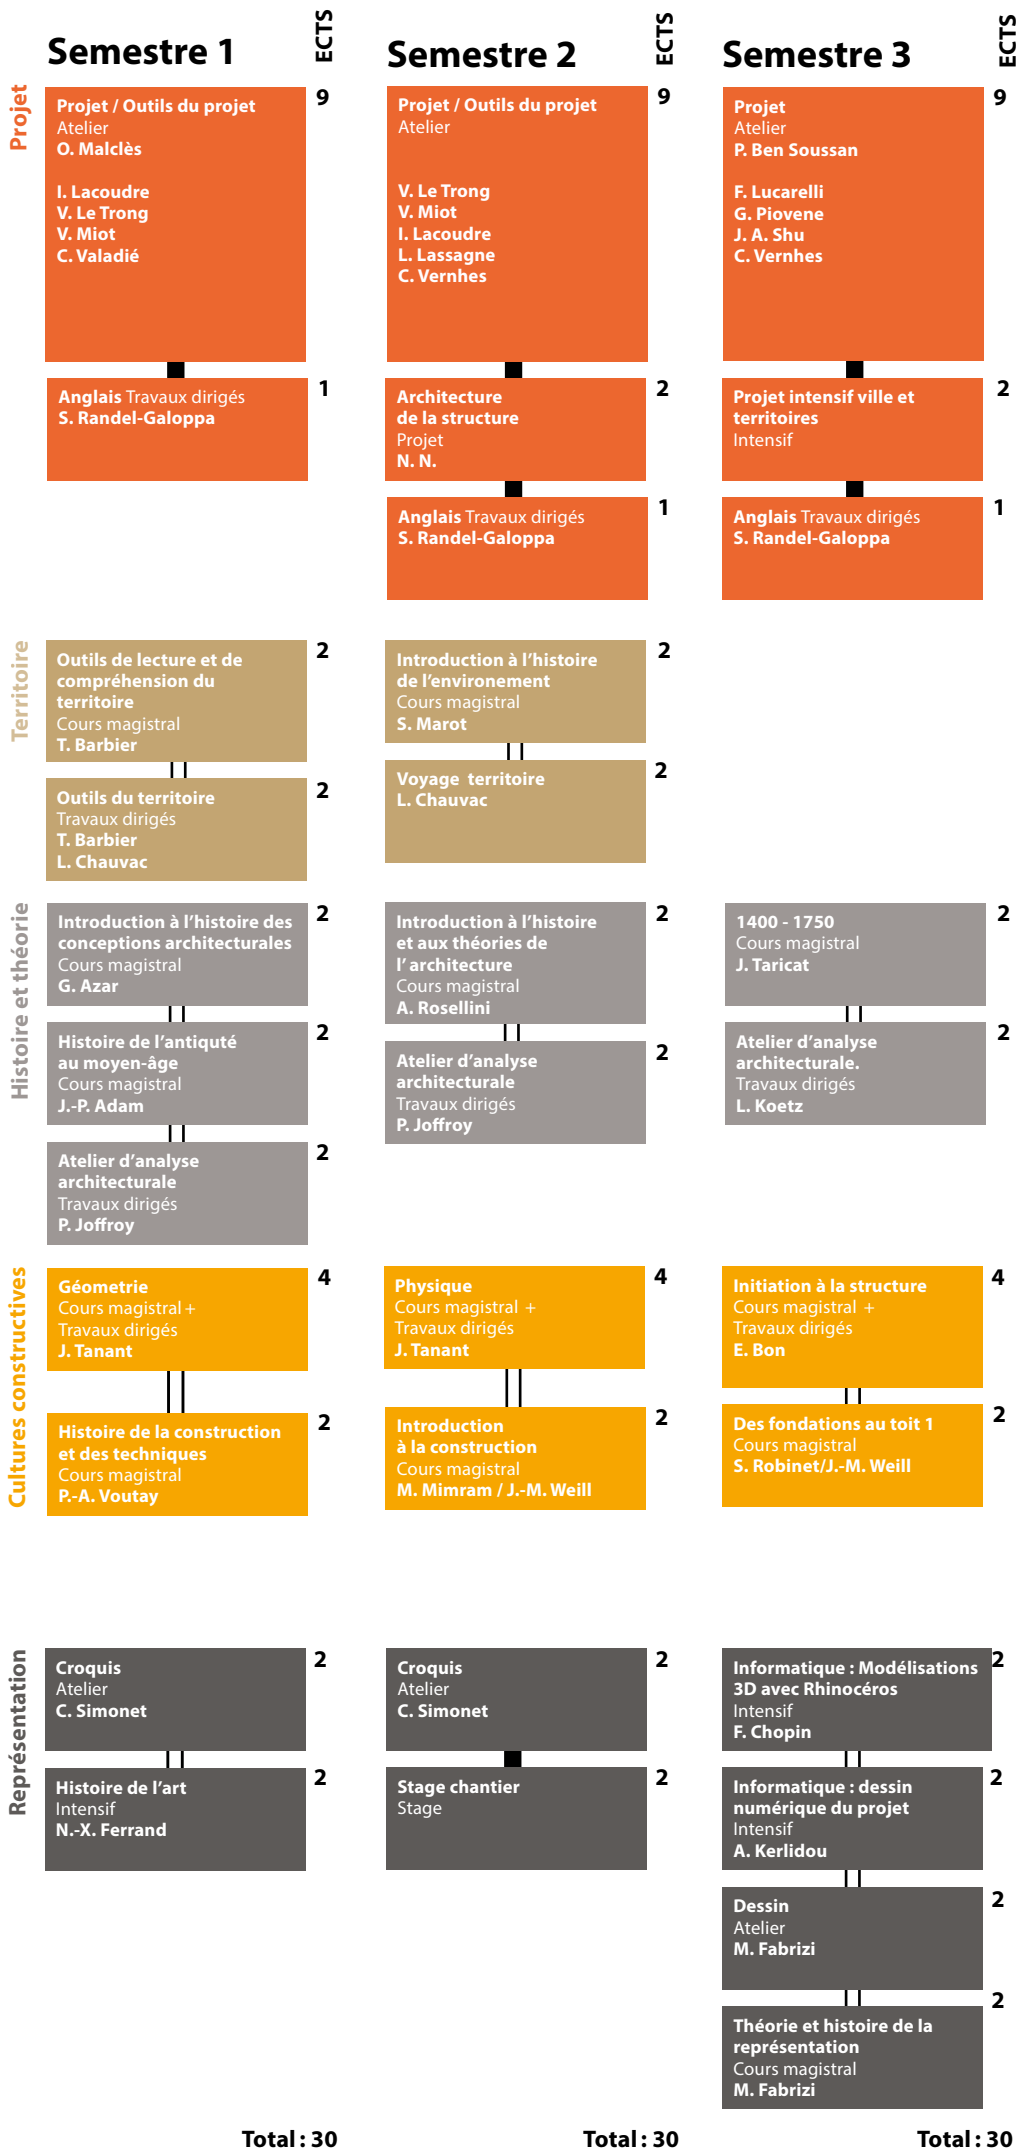 Semestre 1
ECTS
Semestre 2
ECTS
Semestre 3
ECTS
Projet
Projet / Outils du projet
Atelier
O. Malclès
I. Lacoudre
V. Le Trong
V. Miot
C. Valadié
9
Projet / Outils du projet
Atelier
V. Le Trong
V. Miot
I. Lacoudre
L. Lassagne
C. Vernhes
9
Projet
Atelier
P. Ben Soussan
F. Lucarelli
G. Piovene
J. A. Shu
C. Vernhes
9
Anglais Travaux dirigés
S. Randel-Galoppa
1
Architecture
de la structure
Projet
N. N.
2
Projet intensif ville et
territoires
Intensif
2
Anglais Travaux dirigés
S. Randel-Galoppa
1
Anglais Travaux dirigés
S. Randel-Galoppa
1
Territoire
Outils de lecture et de
compréhension du
territoire
Cours magistral
T. Barbier
2
Introduction à l’histoire
de l’environement
Cours magistral
S. Marot
2
Outils du territoire
Travaux dirigés
T. Barbier
L. Chauvac
2
Voyage territoire
L. Chauvac
2
Histoire et théorie
Introduction à l’histoire des
conceptions architecturales
Cours magistral
G. Azar
2
Introduction à l’histoire
et aux théories de
l’ architecture
Cours magistral
A. Rosellini
2
1400 - 1750
Cours magistral
J. Taricat
2
Histoire de l’antiquté
au moyen-âge
Cours magistral
J.-P. Adam
2
Atelier d’analyse
architecturale
Travaux dirigés
P. Joffroy
2
Atelier d’analyse
architecturale.
Travaux dirigés
L. Koetz
2
Atelier d’analyse
architecturale
Travaux dirigés
P. Joffroy
2
Cultures constructives
Géometrie
Cours magistral +
Travaux dirigés
J. Tanant
4
Physique
Cours magistral +
Travaux dirigés
J. Tanant
4
Initiation à la structure
Cours magistral +
Travaux dirigés
E. Bon
4
Histoire de la construction
et des techniques
Cours magistral
P.-A. Voutay
2
Introduction
à la construction
Cours magistral
M. Mimram / J.-M. Weill
2
Des fondations au toit 1
Cours magistral
S. Robinet/J.-M. Weill
2
Représentation
Croquis
Atelier
C. Simonet
2
Croquis
Atelier
C. Simonet
2
Informatique : Modélisations
3D avec Rhinocéros
Intensif
F. Chopin
2
Histoire de l’art
Intensif
N.-X. Ferrand
2
Stage chantier
Stage
2
Informatique : dessin
numérique du projet
Intensif
A. Kerlidou
2
Dessin
Atelier
M. Fabrizi
2
Théorie et histoire de la
représentation
Cours magistral
M. Fabrizi
2
Total : 30
Total : 30
Total : 30